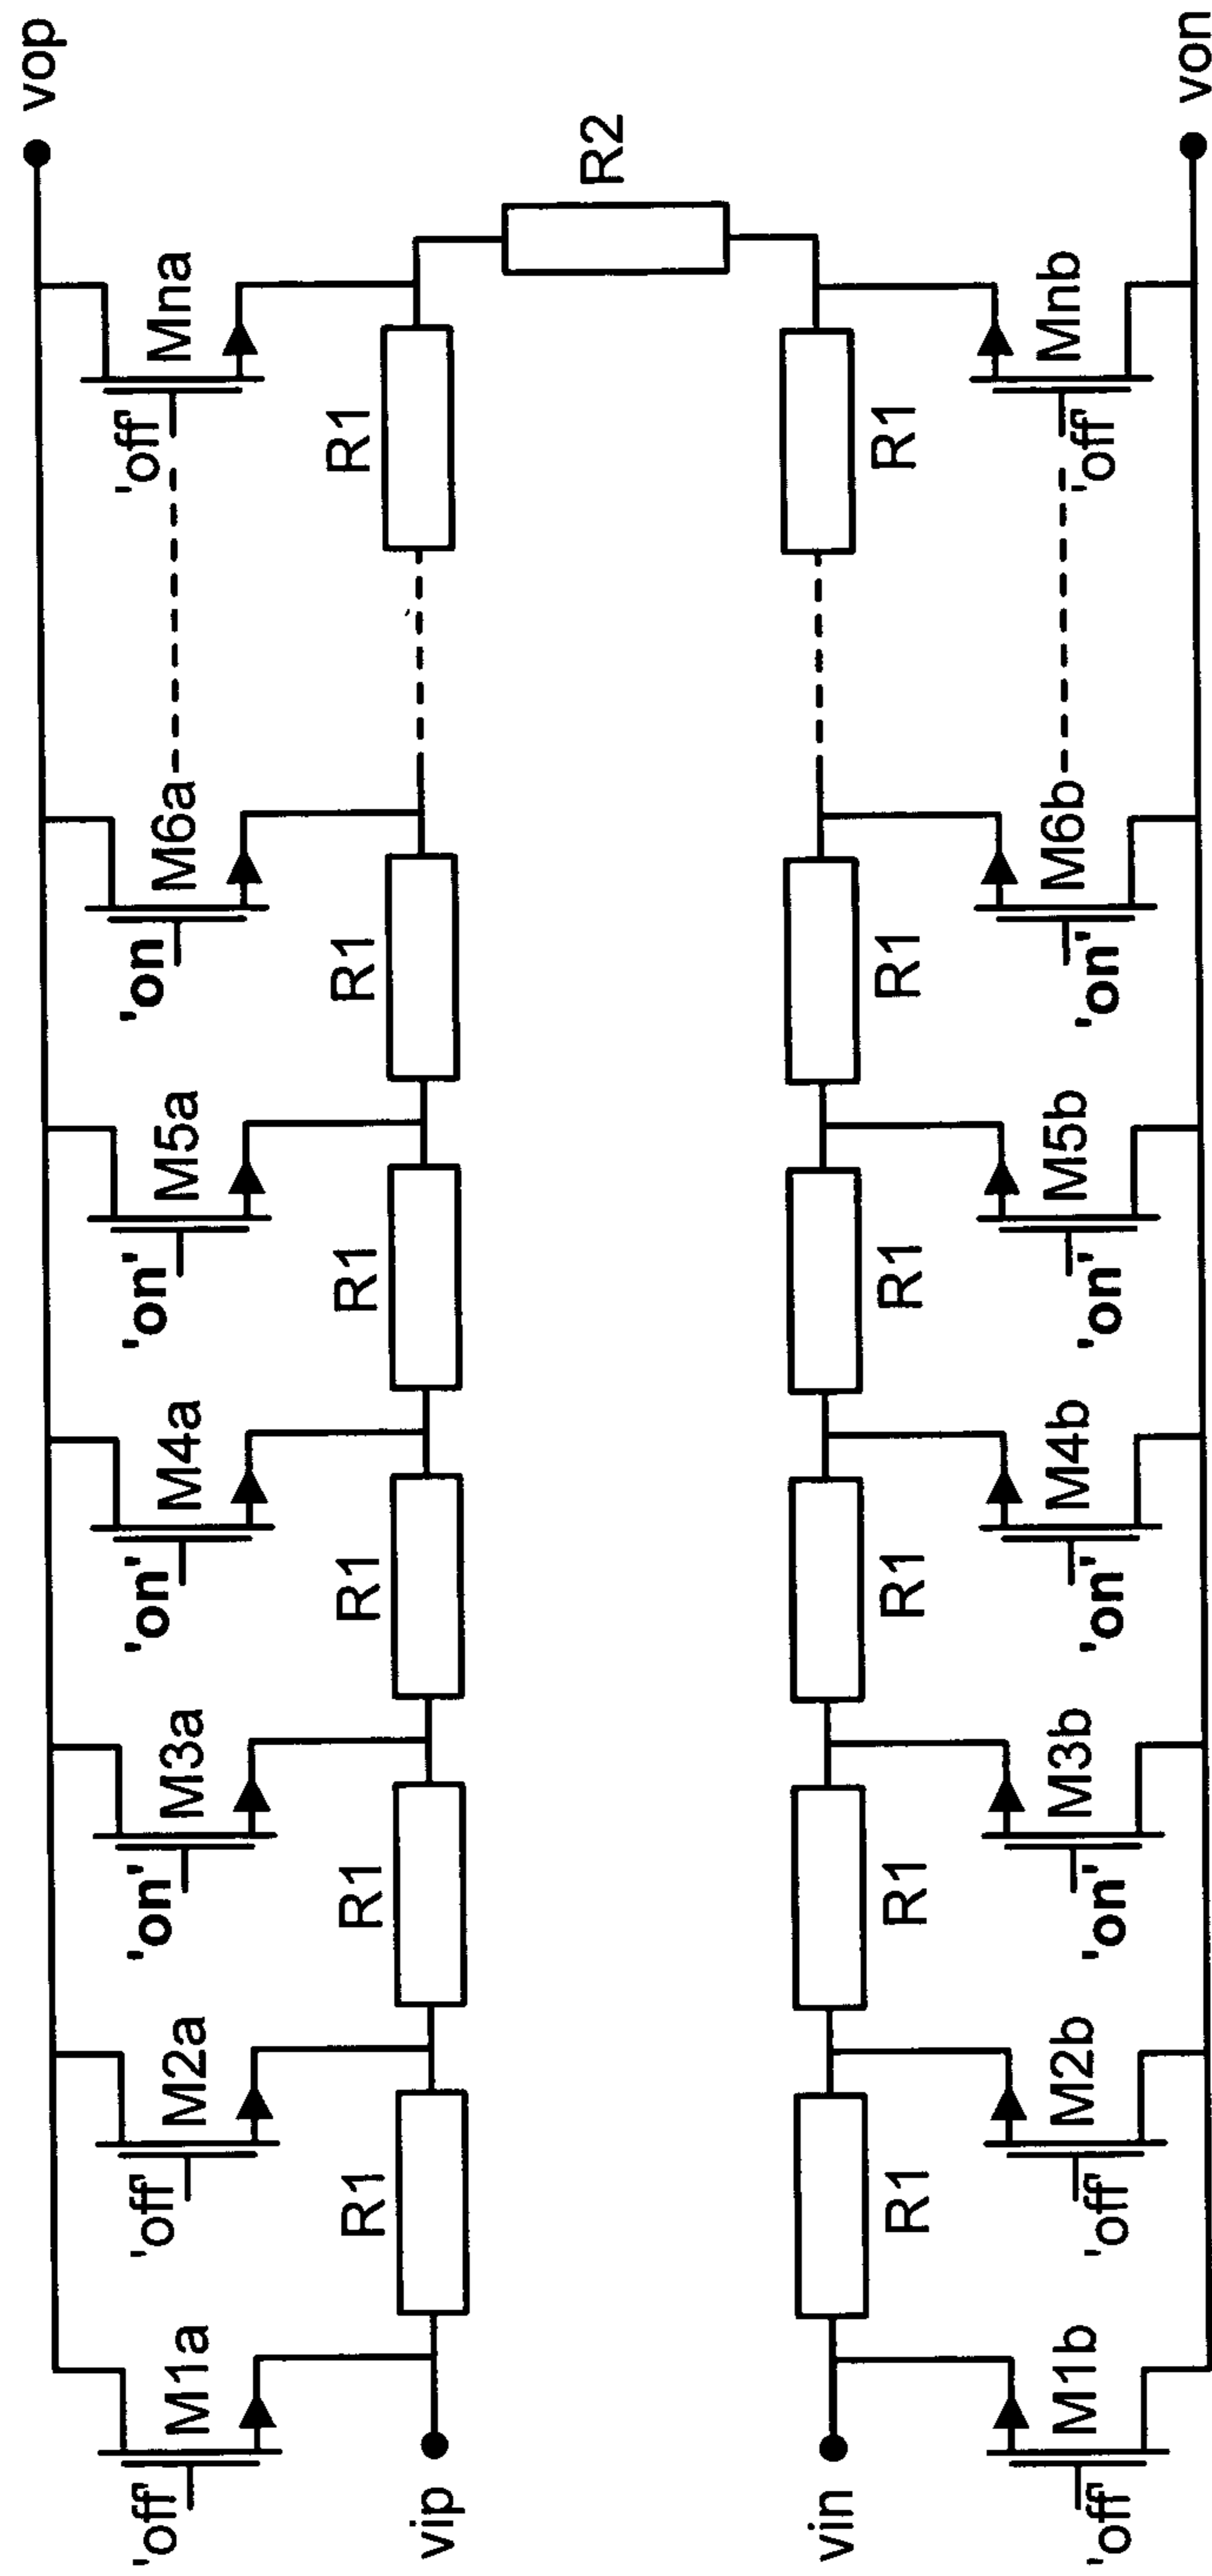 vop
M1a M2a M3a M4a M5a M6a Mna
'off' 'off' 'on' 'on' 'on' 'on 'off'
R1 R1 R1 R1 R1 R1
vip
R2
vin
R1 R1 R1 R1 R1 R1
M1b M2b M3b M4b M5b M6b Mnb
'off' 'off' 'on' 'on' 'on' 'on' 'off'
von